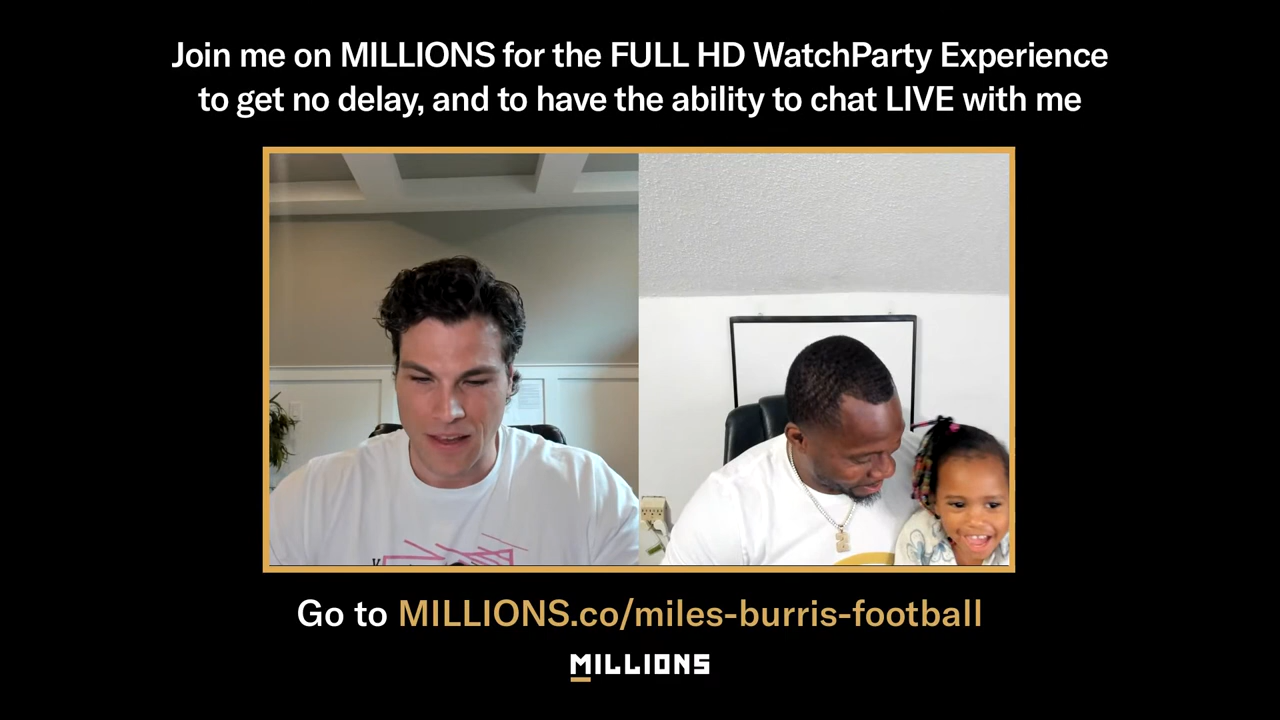 Join me on MILLIONS for the FULL HD WatchParty Experience
to get no delay, and to have the ability to chat LIVE with me
Go to MILLIONS.co/miles-burris-football
MILLIONS